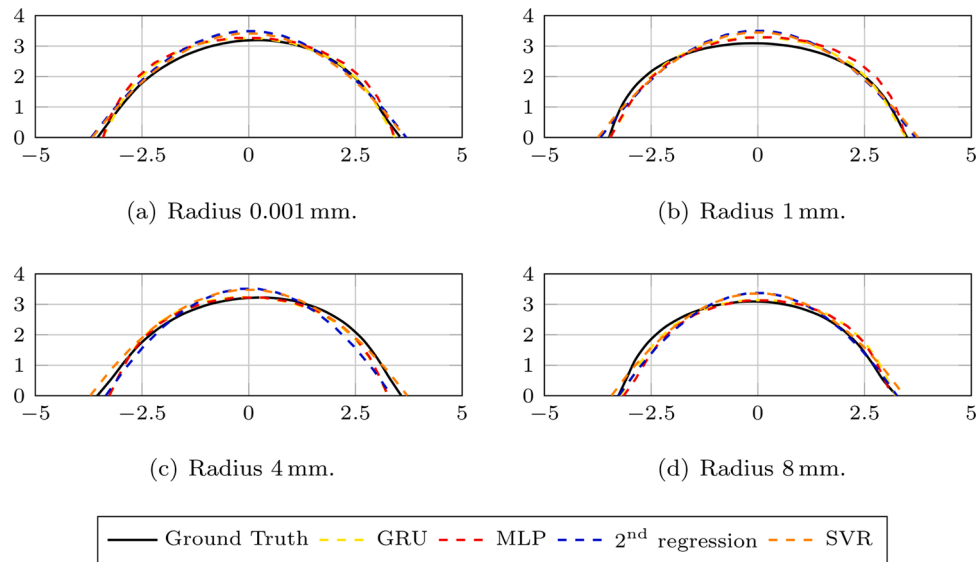 4
3
2
1
0
−5 −2.5 0 2.5 5
(a) Radius 0.001 mm.
4
3
2
1
0
−5 −2.5 0 2.5 5
(b) Radius 1 mm.
4
3
2
1
0
−5 −2.5 0 2.5 5
(c) Radius 4 mm.
4
3
2
1
0
−5 −2.5 0 2.5 5
(d) Radius 8 mm.
Ground Truth GRU MLP 2nd regression SVR